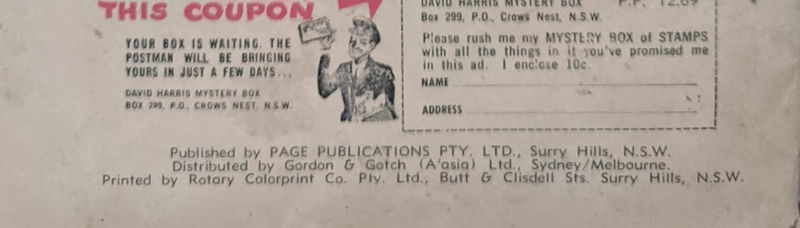 THIS COUPON
YOUR BOX IS WAITING. THE
POSTMAN WILL BE BRINGING
YOURS IN JUST A FEW DAYS...
DAVID HARRIS MYSTERY BOX
BOX 299, P.O. CROWS NEST, N.S.W.
DAVID HARRIS MYSTERY BOX P.P. 12.69
Box 299, P.O., Crows Nest, N.S.W.
Please rush me my MYSTERY BOX of STAMPS
with all the things in it you've promised me
in this ad. I enclose 10c.
NAME
ADDRESS
Published by PAGE PUBLICATIONS PTY. LTD., Surry Hills, N.S.W.
Distributed by Gordon & Gotch (A'asia) Ltd., Sydney/Melbourne.
Printed by Rotary Colorprint Co. Pty. Ltd., Butt & Clisdell Sts. Surry Hills, N.S.W.